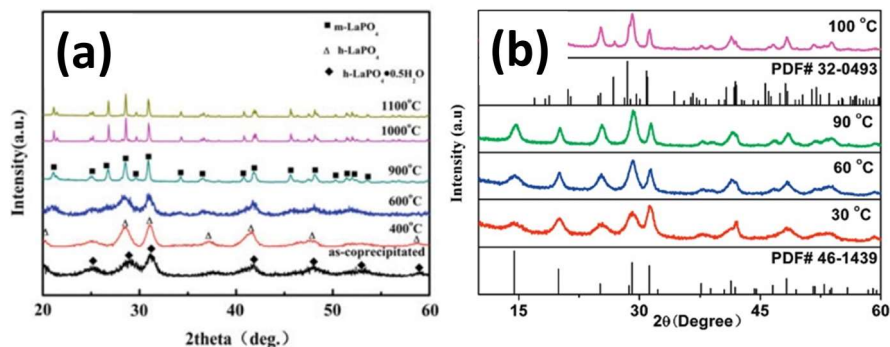 (a)
■ m-LaPO₄
△ h-LaPO₄
◆ h-LaPO₄●0.5H₂O
1100°C
1000°C
900°C
600°C
400°C
as-coprecipitated
Intensity(a.u.)
20 30 40 50 60
2theta (deg.)
(b)
100 °C
PDF# 32-0493
90 °C
60 °C
30 °C
PDF# 46-1439
Intensity (a.u)
15 30 45 60
2θ(Degree)